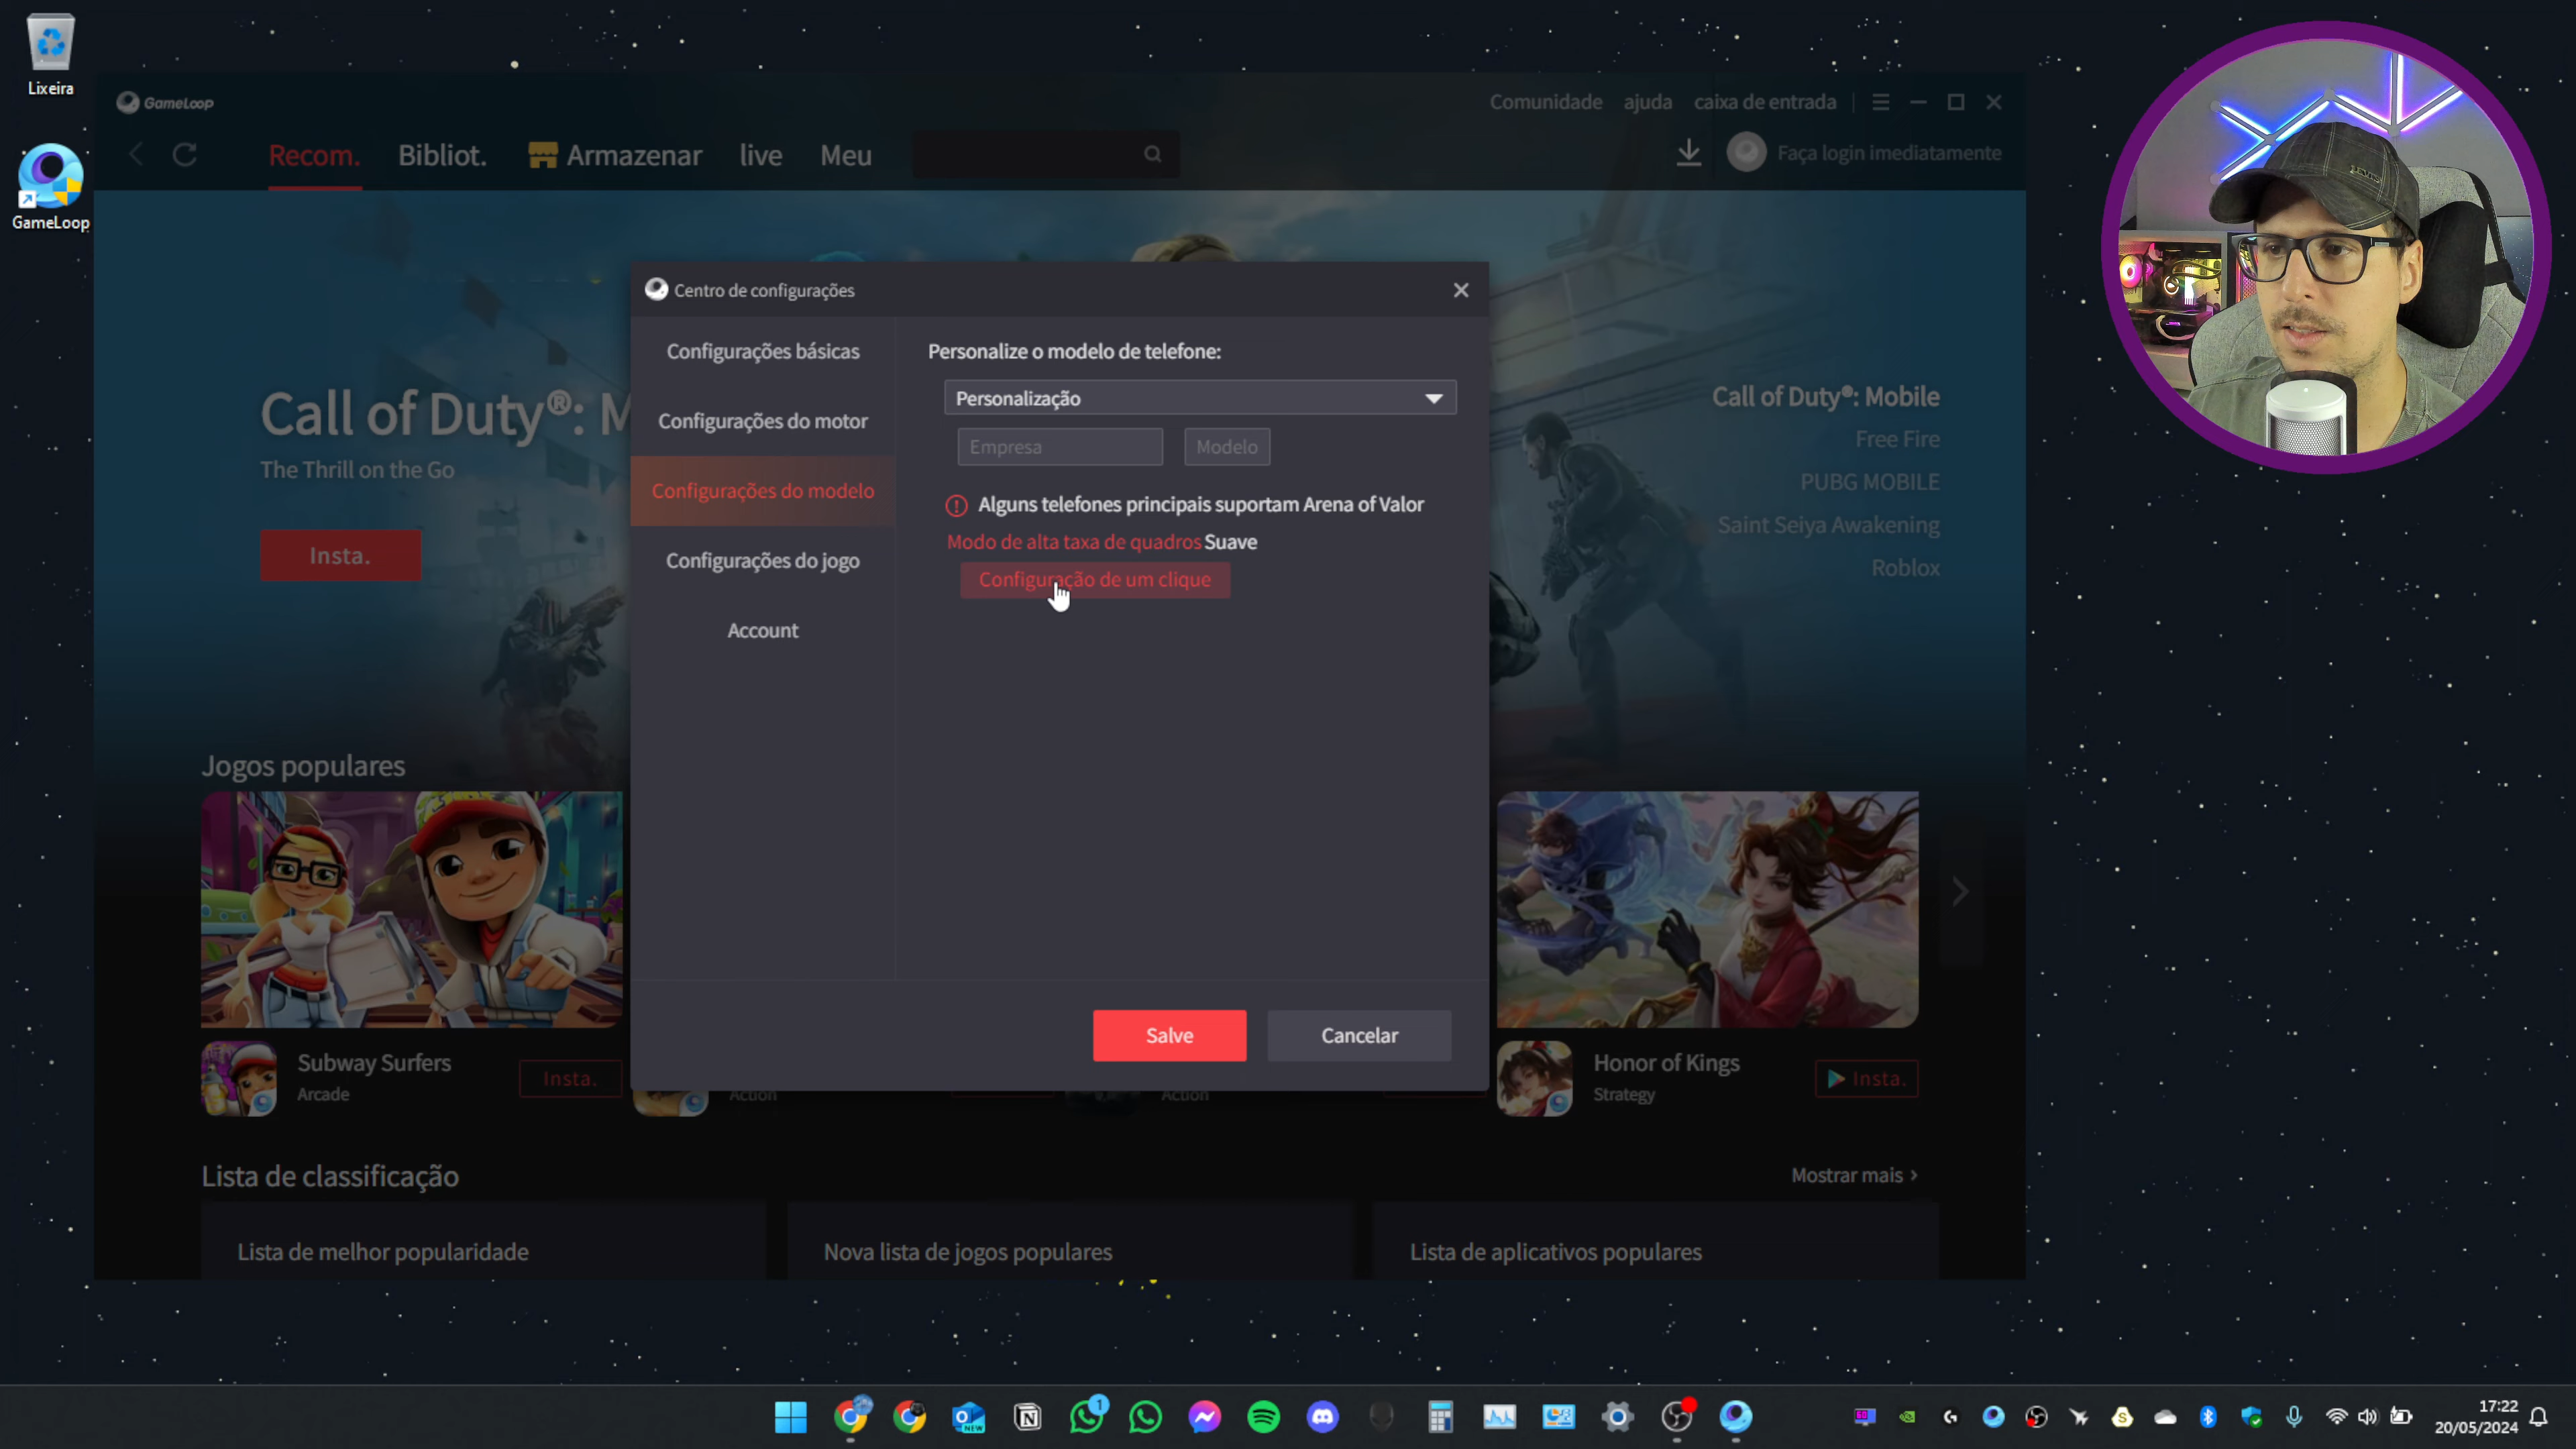 Lixeira
GameLoop
GameLoop
Comunidade ajuda caixa de entrada
Recom. Bibliot. Armazenar live Meu
Faça login imediatamente
Call of Duty®: M
The Thrill on the Go
Insta.
Call of Duty®: Mobile
Free Fire
PUBG MOBILE
Saint Seiya Awakening
Roblox
Centro de configurações
Configurações básicas
Configurações do motor
Configurações do modelo
Configurações do jogo
Account
Personalize o modelo de telefone:
Personalização
Empresa Modelo
Alguns telefones principais suportam Arena of Valor
Modo de alta taxa de quadros Suave
Configuração de um clique
Salve Cancelar
Jogos populares
Subway Surfers
Arcade
Insta.
Action
Action
Honor of Kings
Strategy
Insta.
Lista de classificação
Mostrar mais >
Lista de melhor popularidade
Nova lista de jogos populares
Lista de aplicativos populares
NEW
1
17:22
20/05/2024